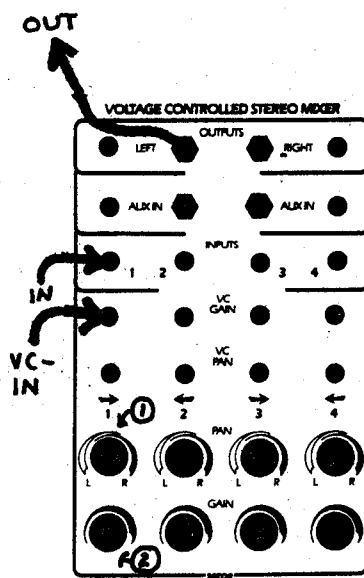 OUT
VOLTAGE CONTROLLED STEREO MIXER
OUTPUTS
LEFT RIGHT
AUX IN AUX IN
INPUTS
1 2 3 4
IN
VC GAIN
VC-IN
VC PAN
→ ← → ←
1 2 3 4
①
PAN
L R L R L R L R
GAIN
②